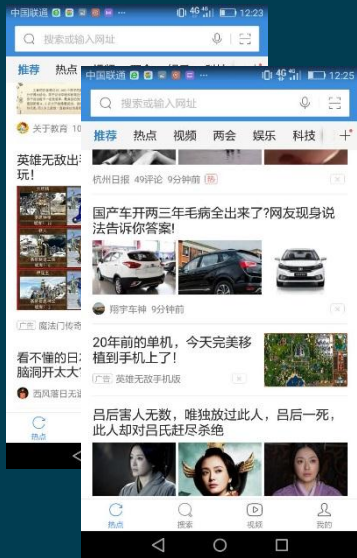 中国联通
4G
12:23
搜索或输入网址
推荐 热点
关于教育
英雄无敌出
玩!
广告 魔法门传奇
看不懂的日
脑洞开太大
西风落日无
热点
中国联通
4G
12:25
搜索或输入网址
推荐 热点 视频 两会 娱乐 科技
杭州日报 49评论 9分钟前 热
国产车开两三年毛病全出来了?网友现身说
法告诉你答案!
翔宇车神 9分钟前
20年前的单机，今天完美移
植到手机上了!
广告 英雄无敌手机版
吕后害人无数，唯独放过此人，吕后一死，
此人却对吕氏赶尽杀绝
热点 搜索 视频 我的